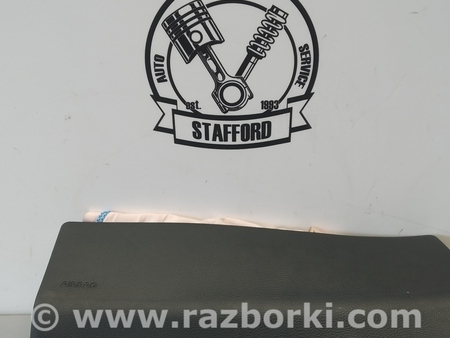 AUTO
SERVICE
est.
1993
STAFFORD
AIRBAG
© www.razborki.com